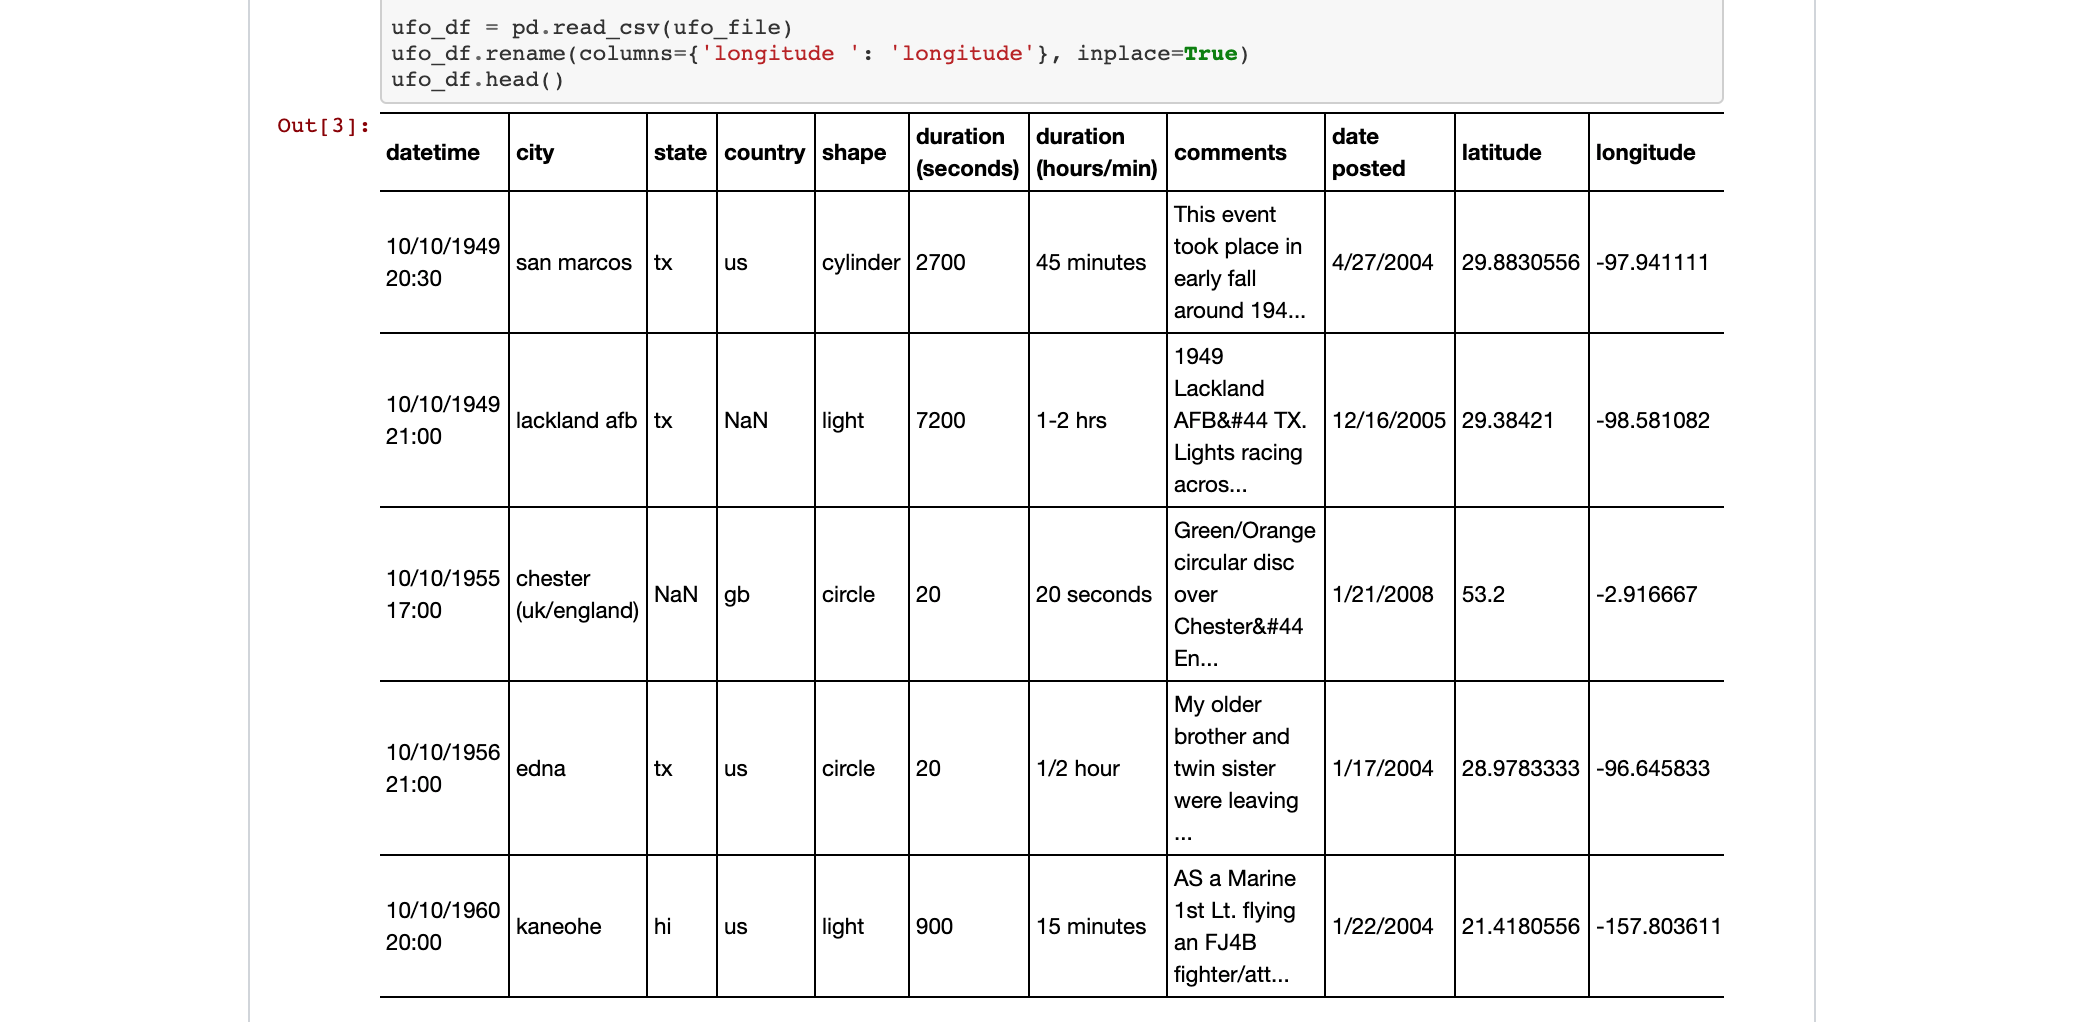 ufo_df = pd.read_csv(ufo_file)
ufo_df.rename(columns={'longitude ': 'longitude'}, inplace=True)
ufo_df.head()
Out[3]:
datetime city state country shape duration (seconds) duration (hours/min) comments date posted latitude longitude
10/10/1949 20:30 san marcos tx us cylinder 2700 45 minutes This event took place in early fall around 194... 4/27/2004 29.8830556 -97.941111
10/10/1949 21:00 lackland afb tx NaN light 7200 1-2 hrs 1949 Lackland AFB&#44 TX. Lights racing acros... 12/16/2005 29.38421 -98.581082
10/10/1955 17:00 chester (uk/england) NaN gb circle 20 20 seconds Green/Orange circular disc over Chester&#44 En... 1/21/2008 53.2 -2.916667
10/10/1956 21:00 edna tx us circle 20 1/2 hour My older brother and twin sister were leaving ... 1/17/2004 28.9783333 -96.645833
10/10/1960 20:00 kaneohe hi us light 900 15 minutes AS a Marine 1st Lt. flying an FJ4B fighter/att... 1/22/2004 21.4180556 -157.803611